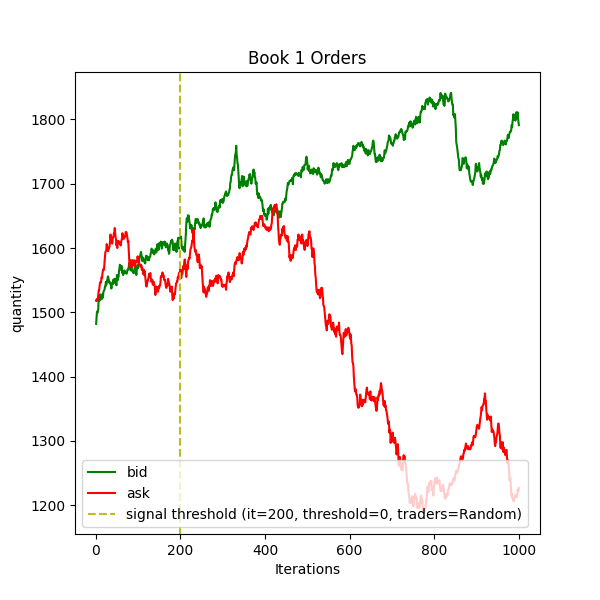 Book 1 Orders
quantity
1800
1700
1600
1500
1400
1300
1200
bid
ask
signal threshold (it=200, threshold=0, traders=Random)
0 200 400 600 800 1000
Iterations